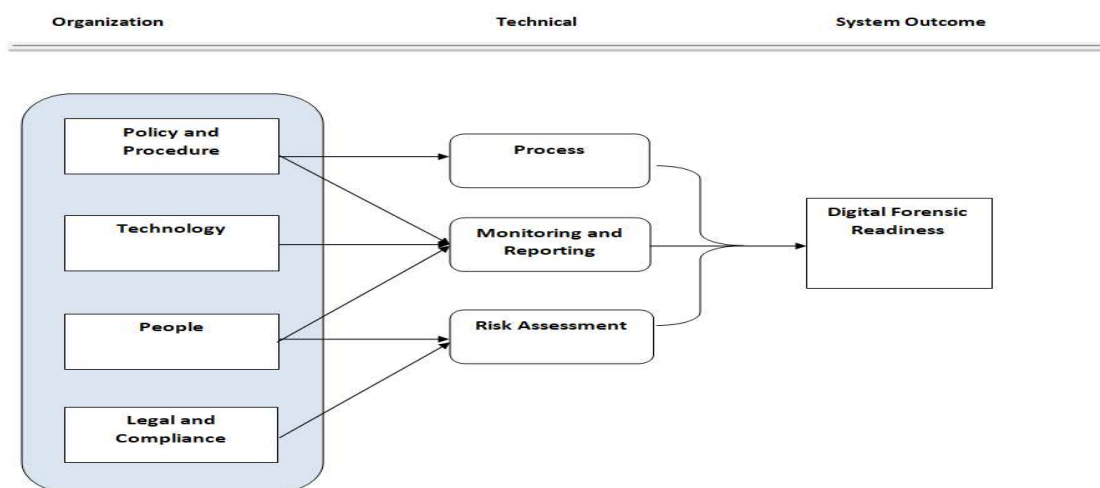 Organization
Technical
System Outcome
Policy and
Procedure
Process
Technology
Monitoring and
Reporting
Digital Forensic
Readiness
People
Risk Assessment
Legal and
Compliance